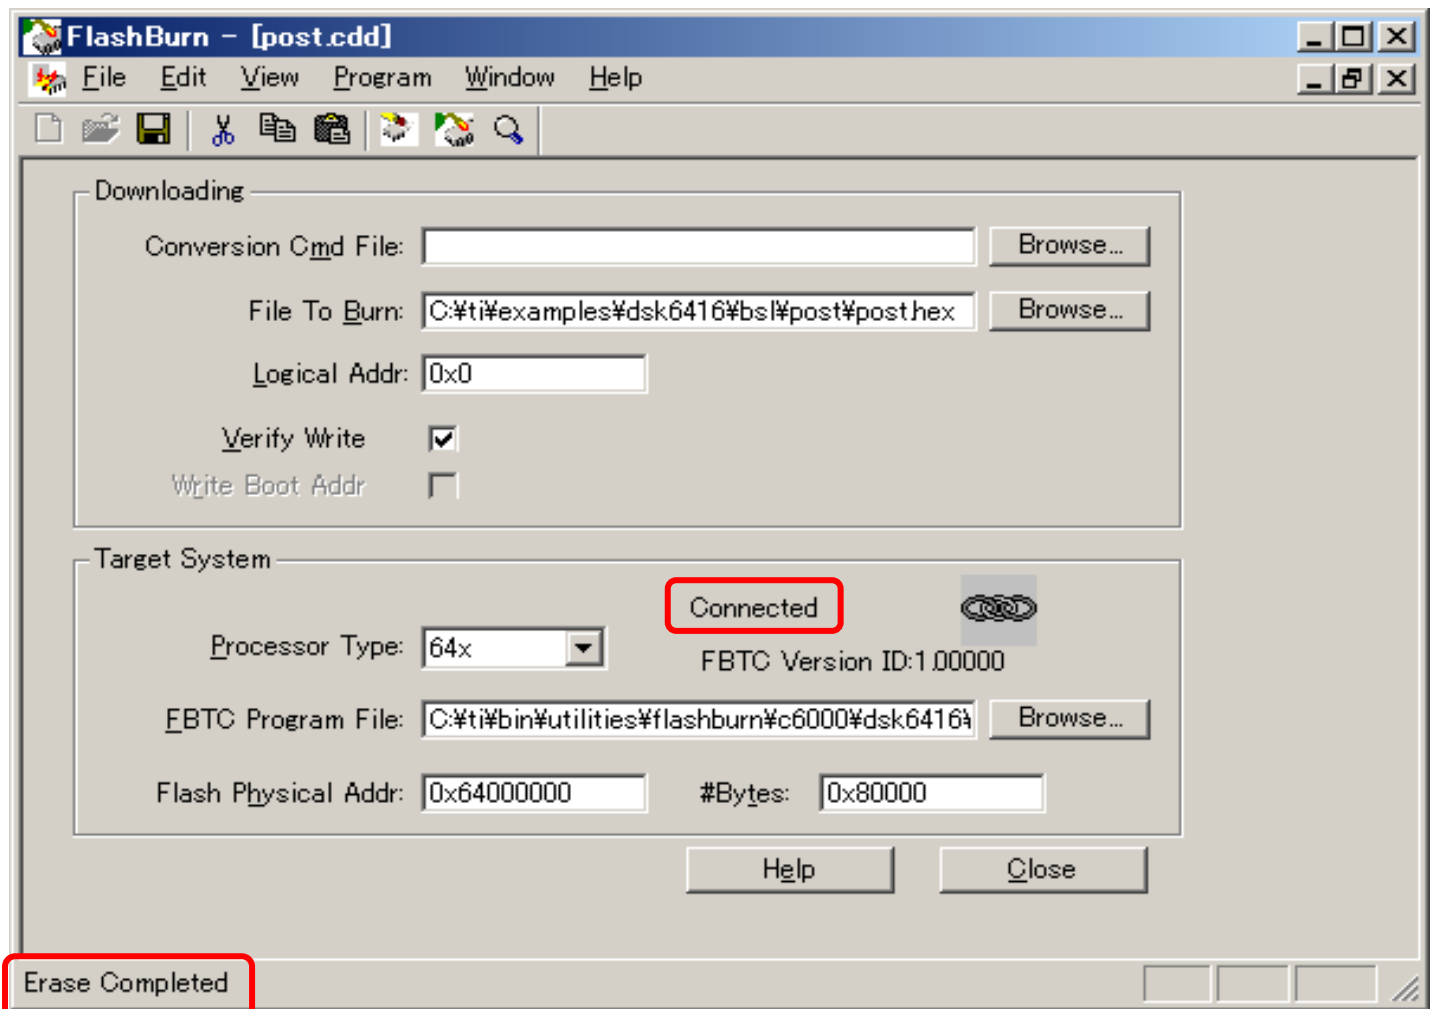 FlashBurn - [post.cdd]
File Edit View Program Window Help
Downloading
Conversion Cmd File:
Browse...
File To Burn: C:¥ti¥examples¥dsk6416¥bsl¥post¥post.hex Browse...
Logical Addr: 0x0
Verify Write
Write Boot Addr
Target System
Connected
Processor Type: 64x
FBTC Version ID:1.00000
FBTC Program File: C:¥ti¥bin¥utilities¥flashburn¥c6000¥dsk6416¥ Browse...
Flash Physical Addr: 0x64000000 #Bytes: 0x80000
Help Close
Erase Completed